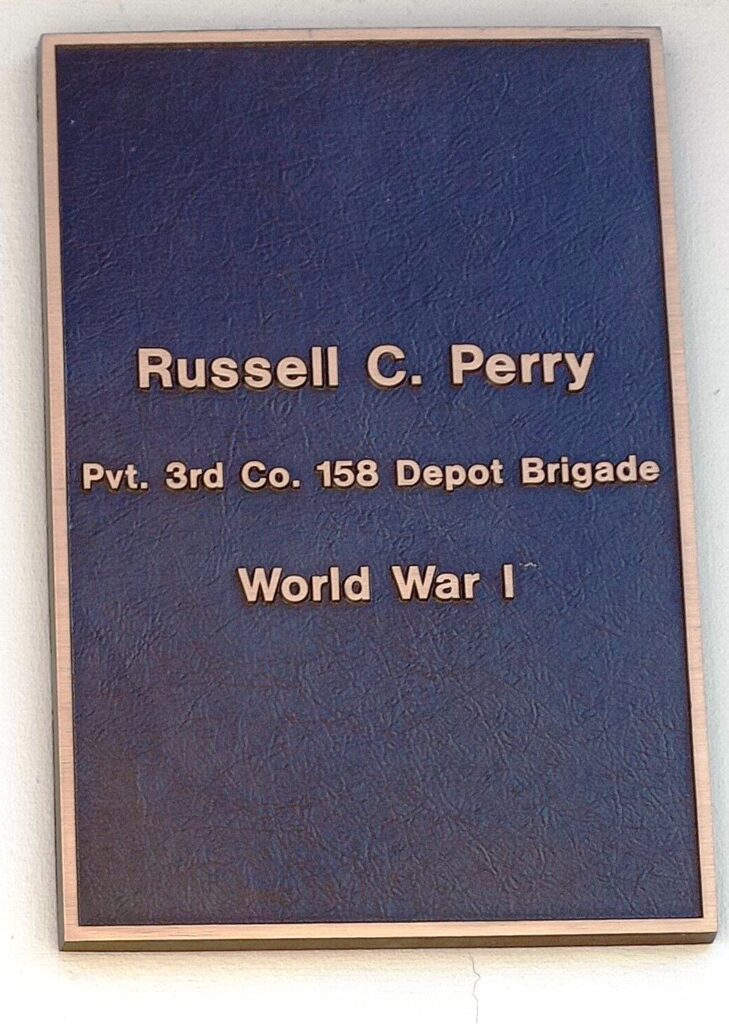 Russell C. Perry
Pvt. 3rd Co. 158 Depot Brigade
World War I